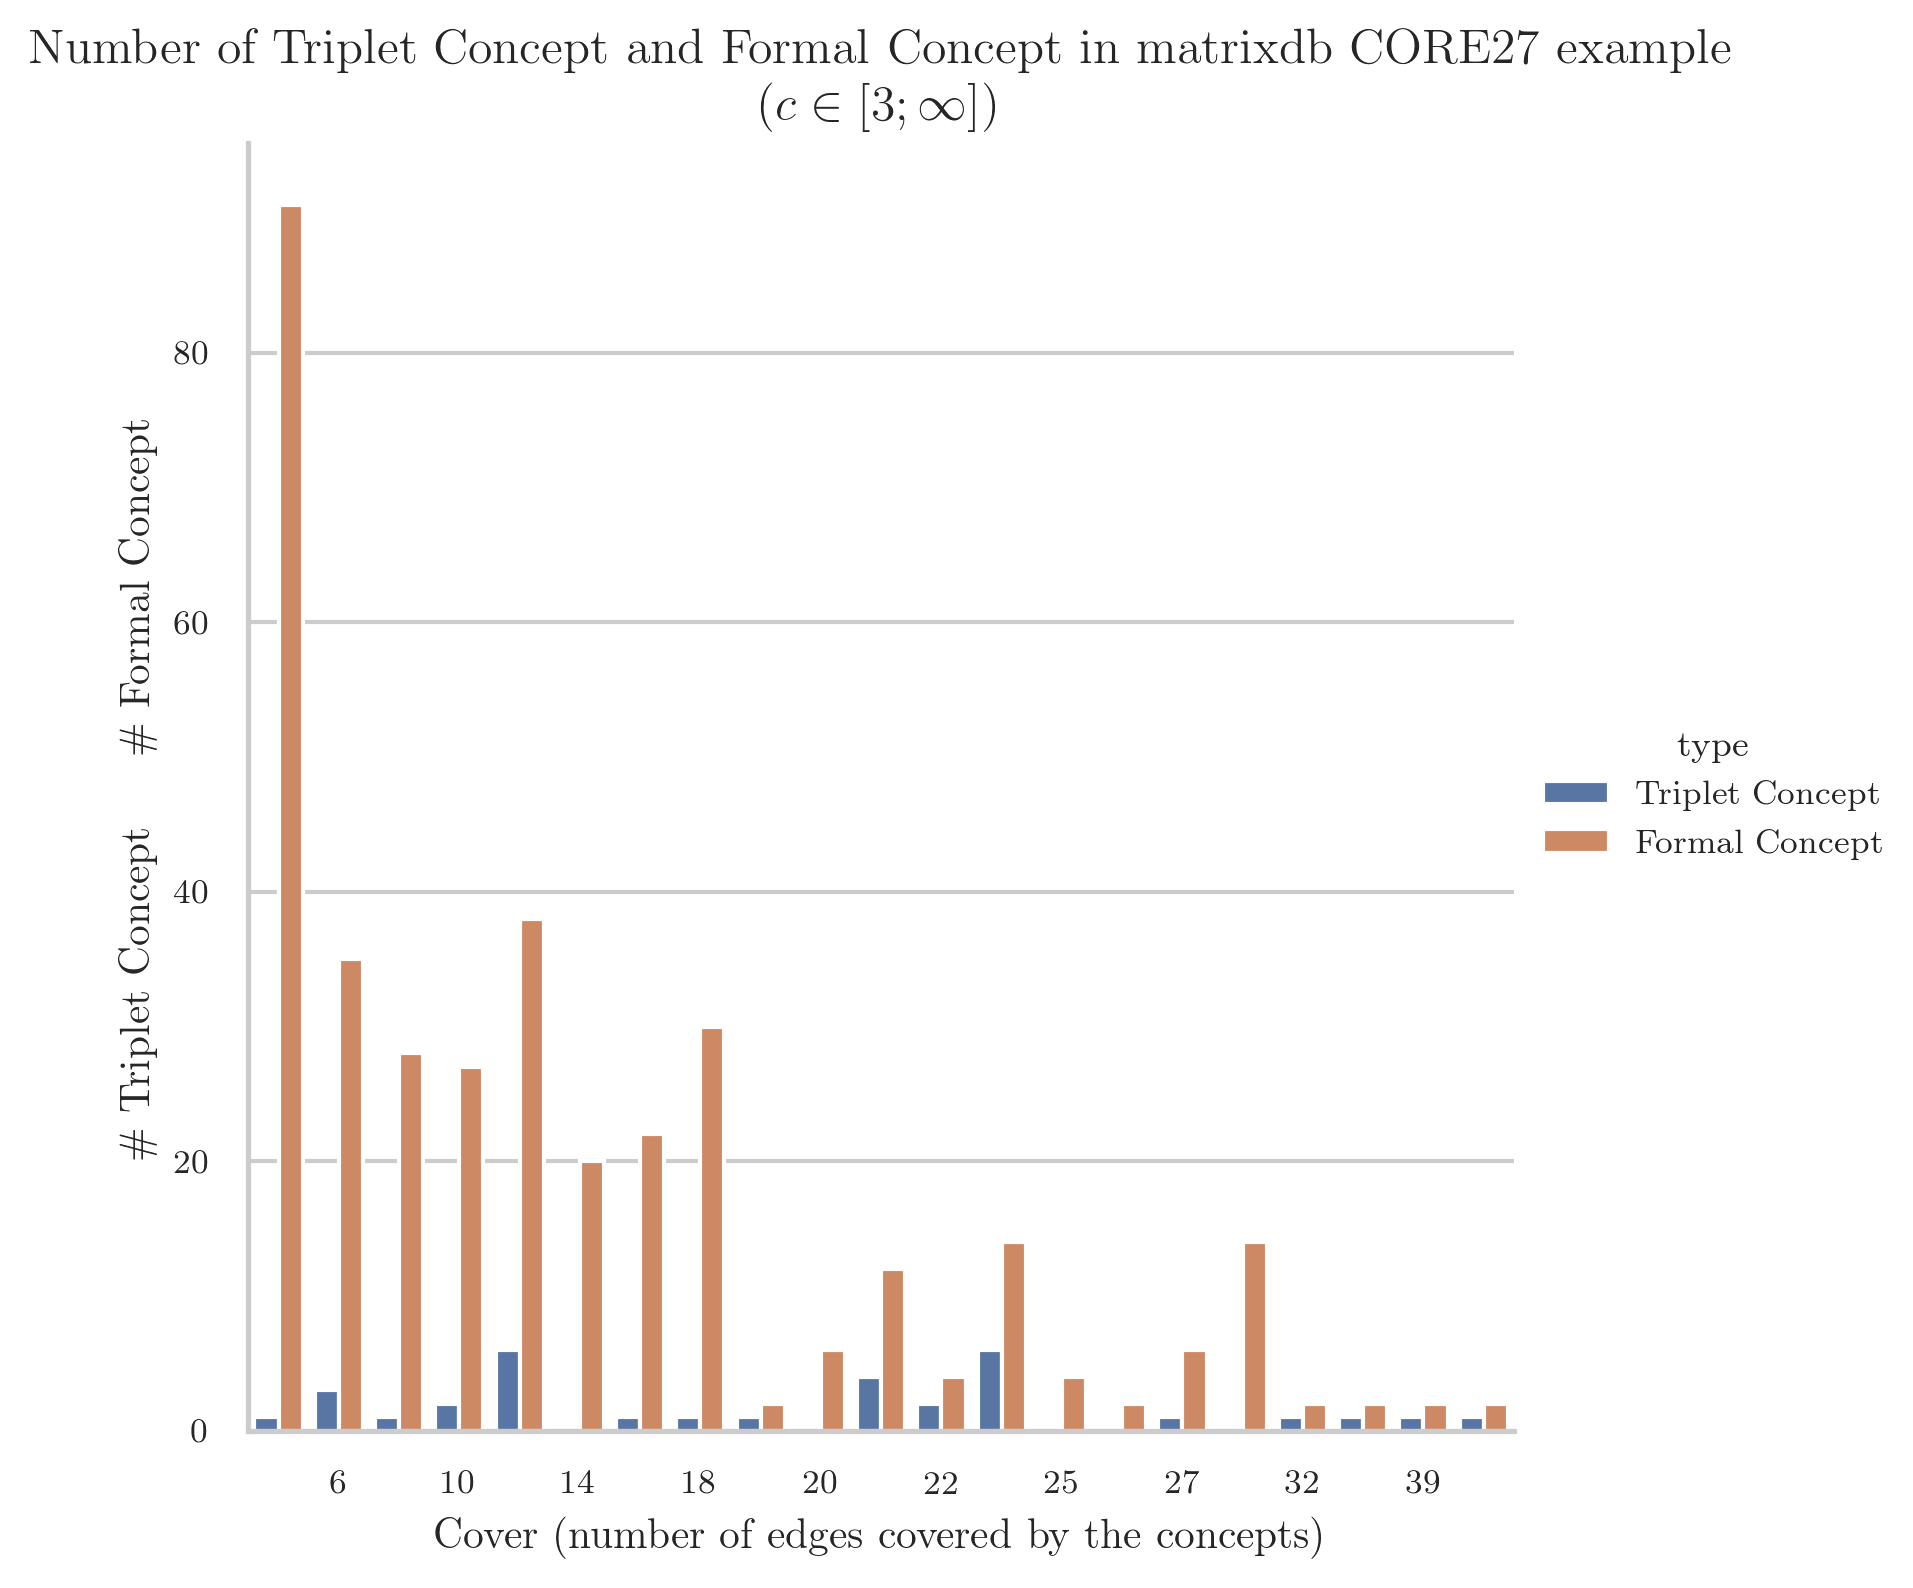 Number of Triplet Concept and Formal Concept in matrixdb CORE27 example
(c ∈ [3; ∞])
80
60
40
20
0
# Triplet Concept # Formal Concept
type
Triplet Concept
Formal Concept
6 10 14 18 20 22 25 27 32 39
Cover (number of edges covered by the concepts)